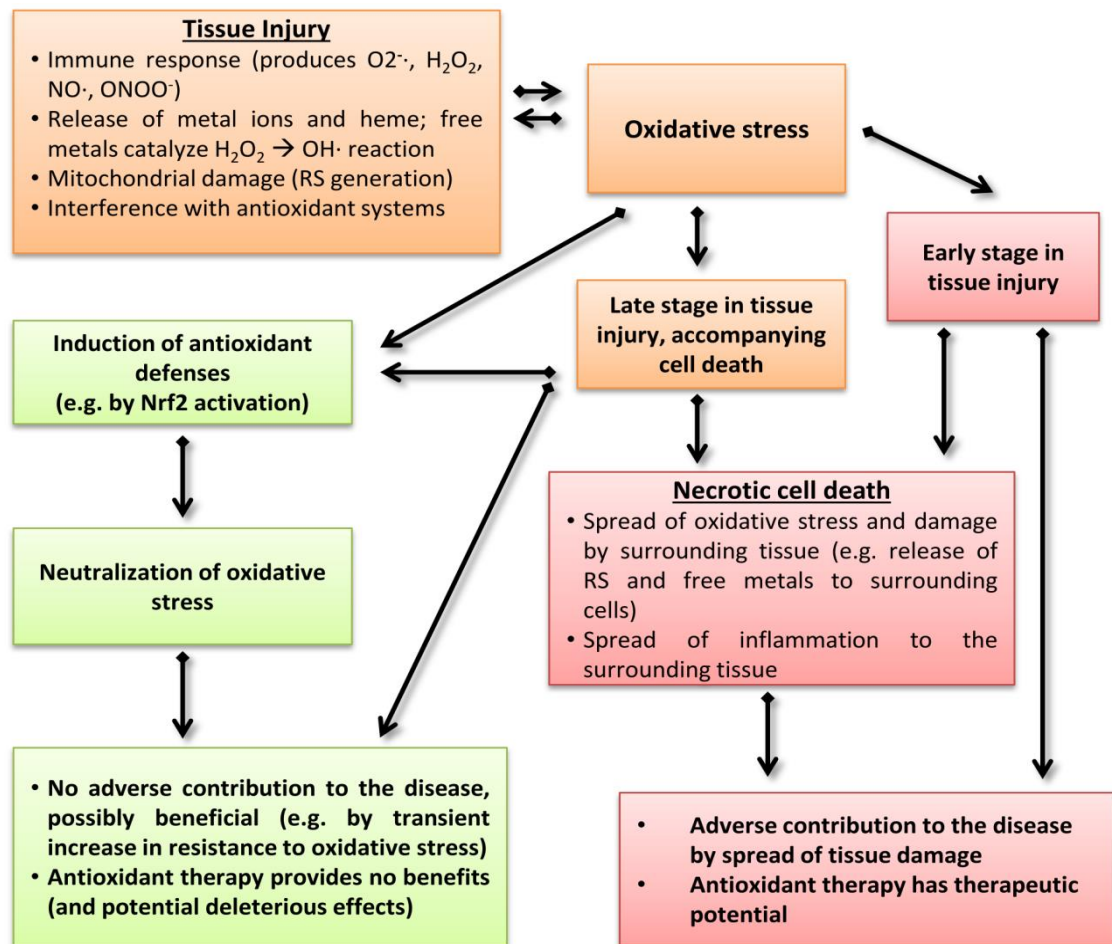 Tissue Injury
• Immune response (produces O2⁻·, H₂O₂,
NO·, ONOO⁻)
• Release of metal ions and heme; free
metals catalyze H₂O₂ → OH· reaction
• Mitochondrial damage (RS generation)
• Interference with antioxidant systems
Oxidative stress
Early stage in
tissue injury
Late stage in tissue
injury, accompanying
cell death
Induction of antioxidant
defenses
(e.g. by Nrf2 activation)
Neutralization of oxidative
stress
Necrotic cell death
• Spread of oxidative stress and damage
by surrounding tissue (e.g. release of
RS and free metals to surrounding
cells)
• Spread of inflammation to the
surrounding tissue
• No adverse contribution to the disease,
possibly beneficial (e.g. by transient
increase in resistance to oxidative stress)
• Antioxidant therapy provides no benefits
(and potential deleterious effects)
• Adverse contribution to the disease
by spread of tissue damage
• Antioxidant therapy has therapeutic
potential